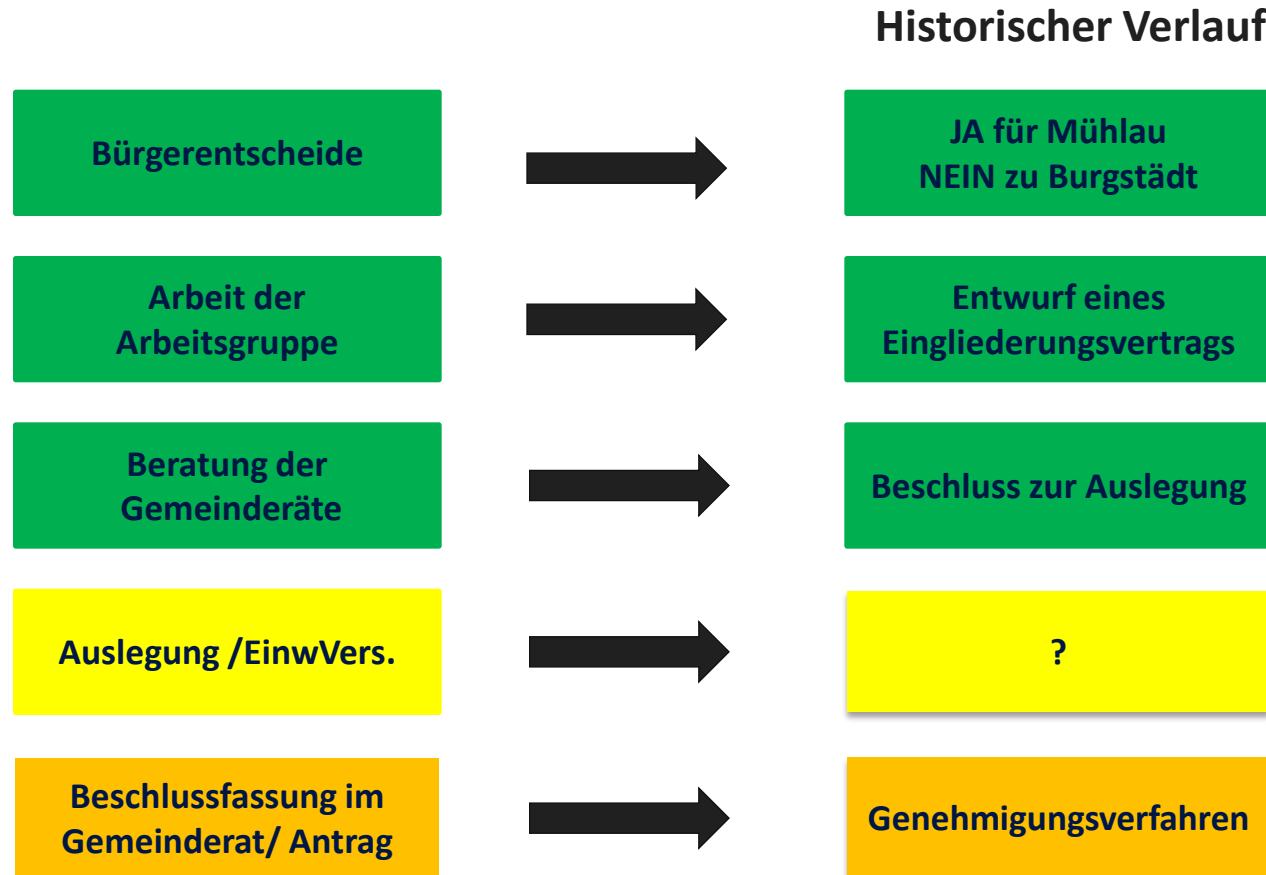 Historischer Verlauf
Bürgerentscheide
JA für Mühlau
NEIN zu Burgstädt
Arbeit der
Arbeitsgruppe
Entwurf eines
Eingliederungsvertrags
Beratung der
Gemeinderäte
Beschluss zur Auslegung
Auslegung /EinwVers.
?
Beschlussfassung im
Gemeinderat/ Antrag
Genehmigungsverfahren